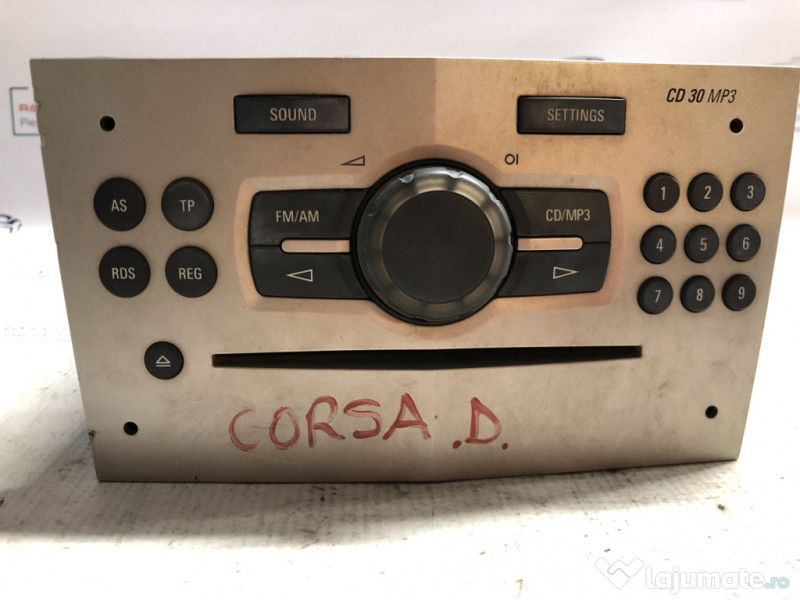 SOUND
SETTINGS
CD 30 MP3
AS
TP
RDS
REG
FM/AM
CD/MP3
1 2 3
4 5 6
7 8 9
CORSA .D.
lajumate.ro